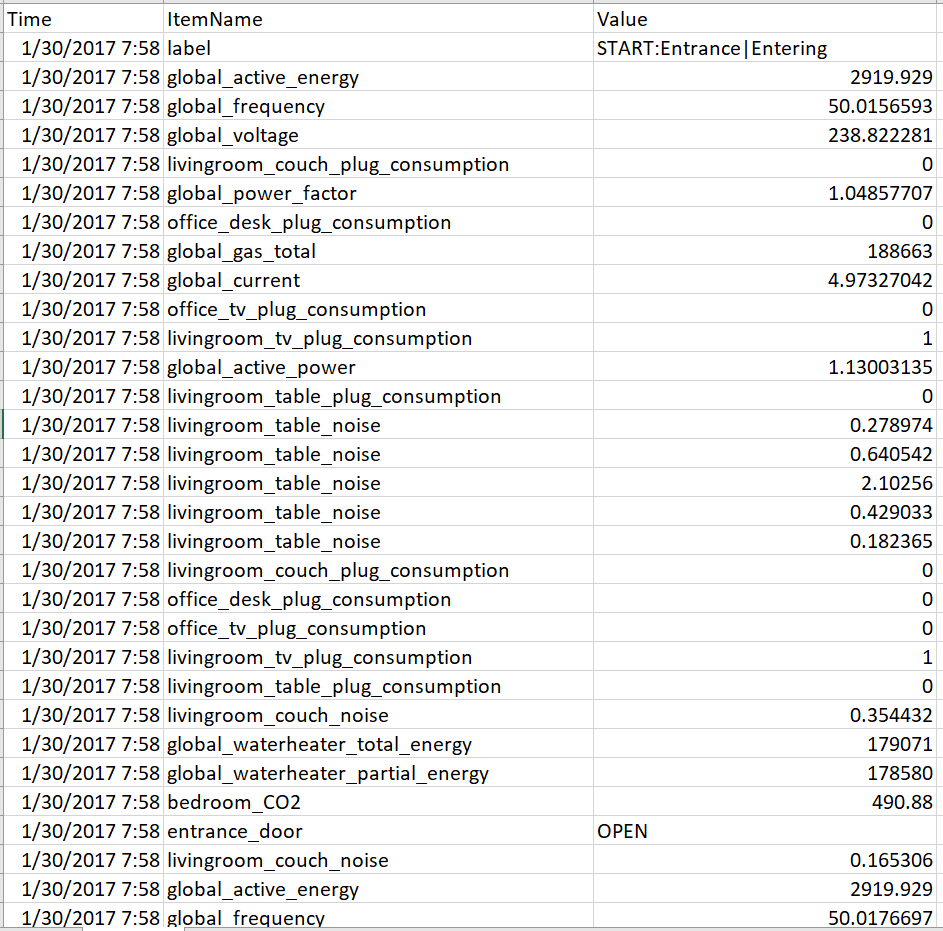 Time ItemName Value
1/30/2017 7:58 label START:Entrance|Entering
1/30/2017 7:58 global_active_energy 2919.929
1/30/2017 7:58 global_frequency 50.0156593
1/30/2017 7:58 global_voltage 238.822281
1/30/2017 7:58 livingroom_couch_plug_consumption 0
1/30/2017 7:58 global_power_factor 1.04857707
1/30/2017 7:58 office_desk_plug_consumption 0
1/30/2017 7:58 global_gas_total 188663
1/30/2017 7:58 global_current 4.97327042
1/30/2017 7:58 office_tv_plug_consumption 0
1/30/2017 7:58 livingroom_tv_plug_consumption 1
1/30/2017 7:58 global_active_power 1.13003135
1/30/2017 7:58 livingroom_table_plug_consumption 0
1/30/2017 7:58 livingroom_table_noise 0.278974
1/30/2017 7:58 livingroom_table_noise 0.640542
1/30/2017 7:58 livingroom_table_noise 2.10256
1/30/2017 7:58 livingroom_table_noise 0.429033
1/30/2017 7:58 livingroom_table_noise 0.182365
1/30/2017 7:58 livingroom_couch_plug_consumption 0
1/30/2017 7:58 office_desk_plug_consumption 0
1/30/2017 7:58 office_tv_plug_consumption 0
1/30/2017 7:58 livingroom_tv_plug_consumption 1
1/30/2017 7:58 livingroom_table_plug_consumption 0
1/30/2017 7:58 livingroom_couch_noise 0.354432
1/30/2017 7:58 global_waterheater_total_energy 179071
1/30/2017 7:58 global_waterheater_partial_energy 178580
1/30/2017 7:58 bedroom_CO2 490.88
1/30/2017 7:58 entrance_door OPEN
1/30/2017 7:58 livingroom_couch_noise 0.165306
1/30/2017 7:58 global_active_energy 2919.929
1/30/2017 7:58 global_frequency 50.0176697